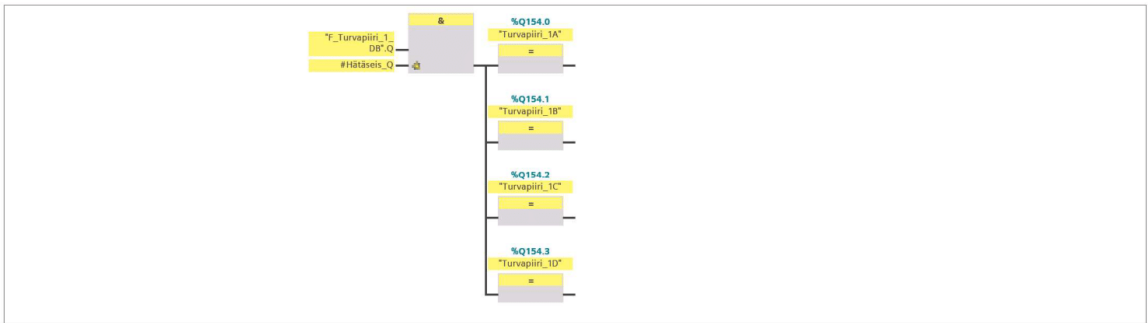 &
"F_Turvapiiri_1_
DB".Q
#Hätäseis_Q
%Q154.0
"Turvapiiri_1A"
=
%Q154.1
"Turvapiiri_1B"
=
%Q154.2
"Turvapiiri_1C"
=
%Q154.3
"Turvapiiri_1D"
=